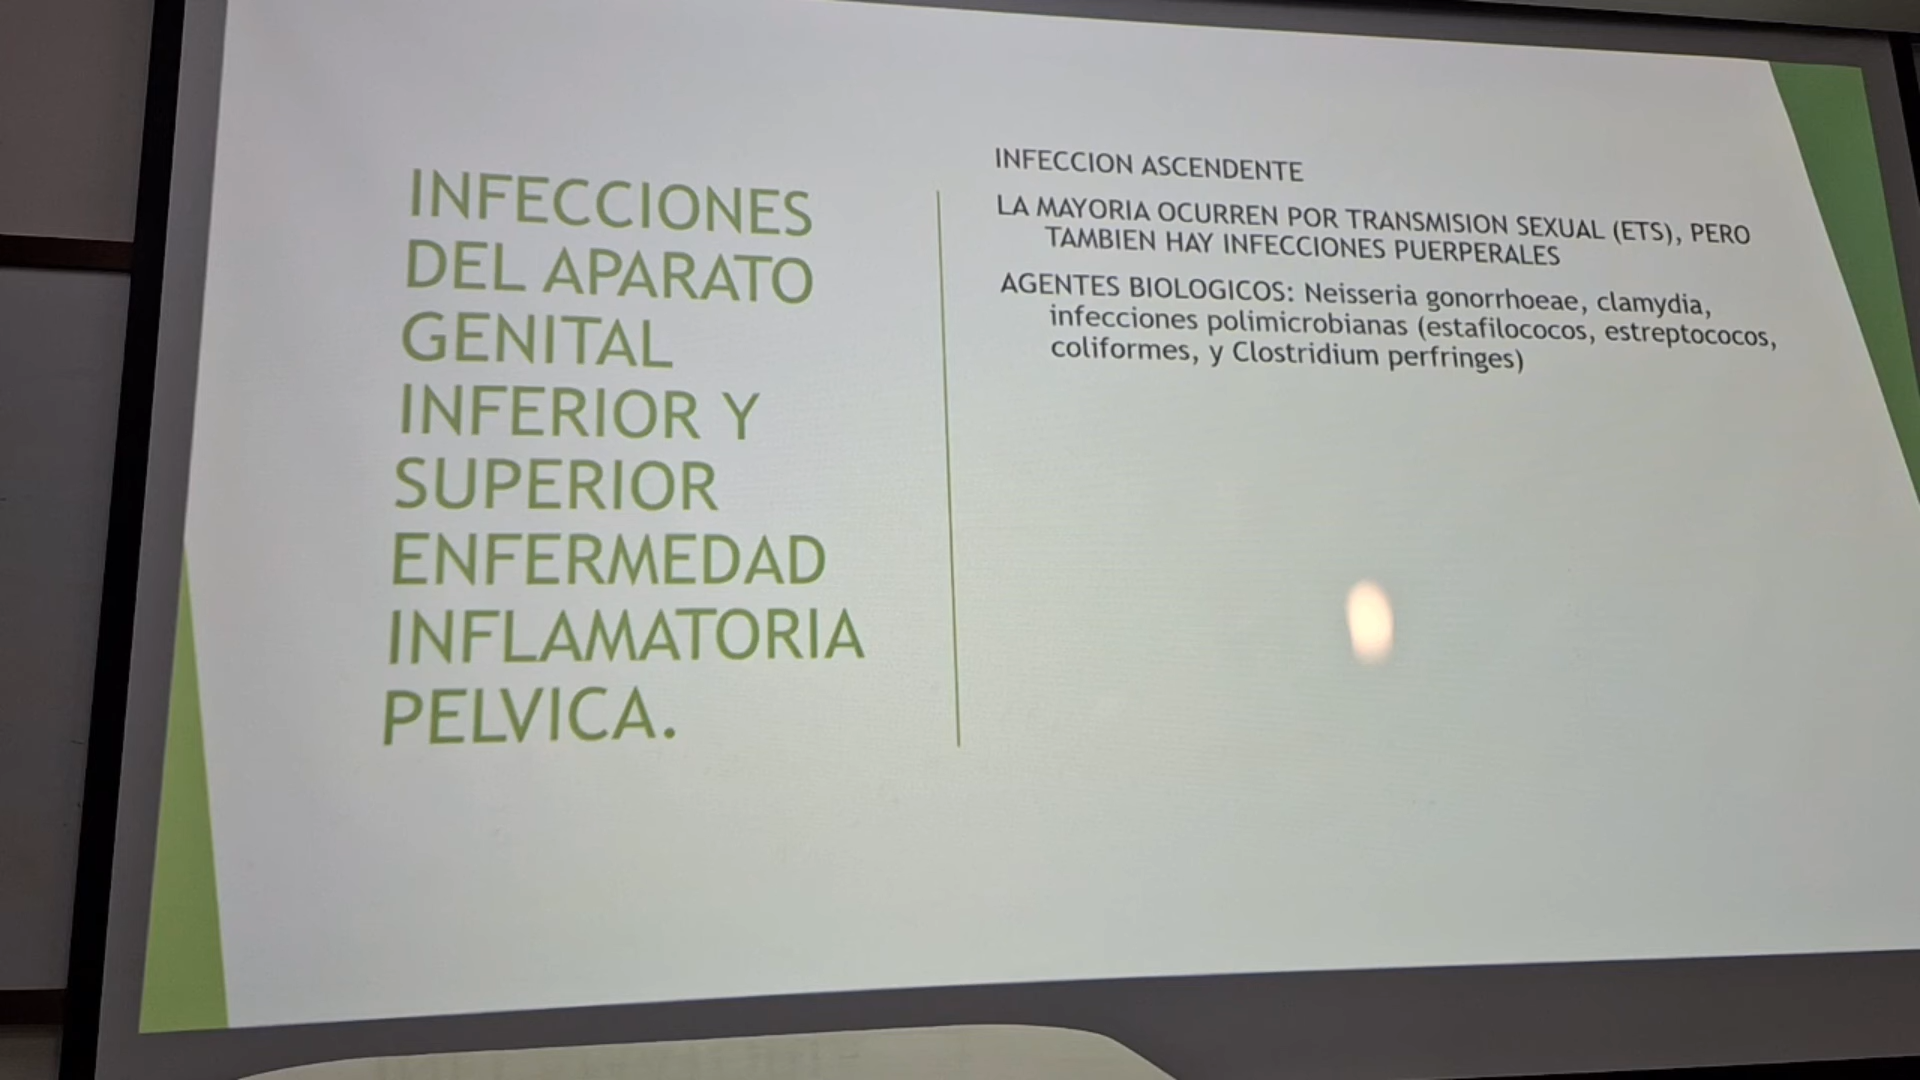 INFECCIONES
DEL APARATO
GENITAL
INFERIOR Y
SUPERIOR
ENFERMEDAD
INFLAMATORIA
PELVICA.
INFECCION ASCENDENTE
LA MAYORIA OCURREN POR TRANSMISION SEXUAL (ETS), PERO
TAMBIEN HAY INFECCIONES PUERPERALES
AGENTES BIOLOGICOS: Neisseria gonorrhoeae, clamydia,
infecciones polimicrobianas (estafilococos, estreptococos,
coliformes, y Clostridium perfringes)